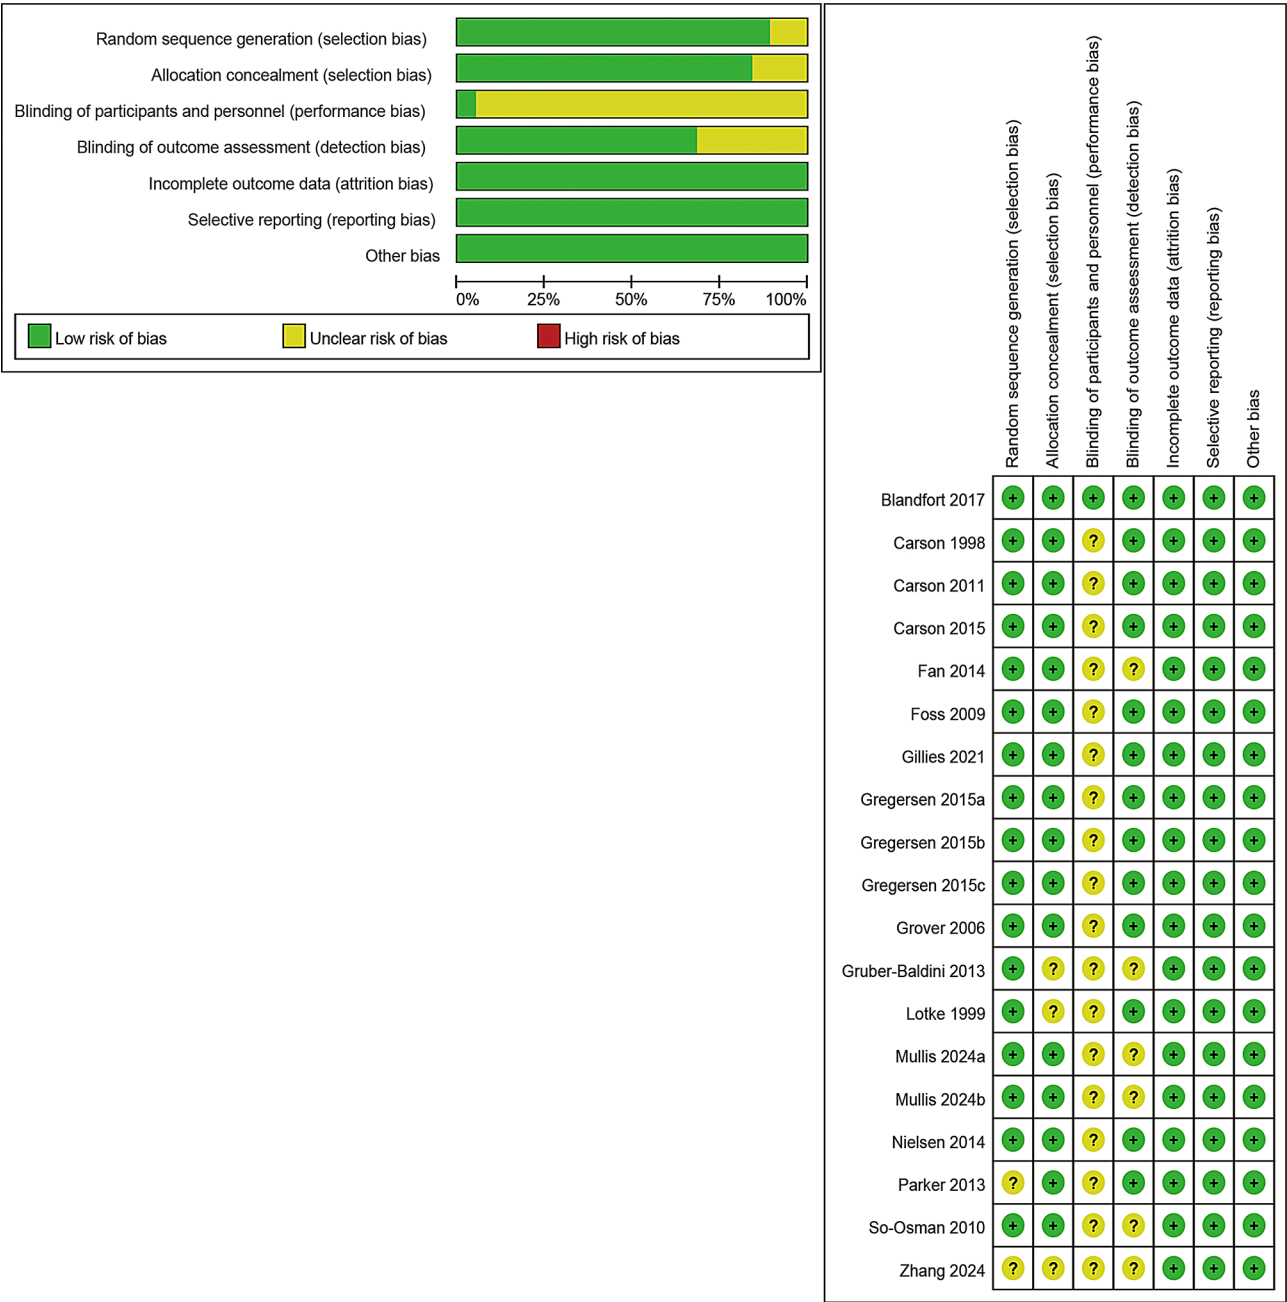 Random sequence generation (selection bias)
Allocation concealment (selection bias)
Blinding of participants and personnel (performance bias)
Blinding of outcome assessment (detection bias)
Incomplete outcome data (attrition bias)
Selective reporting (reporting bias)
Other bias
0% 25% 50% 75% 100%
Low risk of bias Unclear risk of bias High risk of bias
Random sequence generation (selection bias)
Allocation concealment (selection bias)
Blinding of participants and personnel (performance bias)
Blinding of outcome assessment (detection bias)
Incomplete outcome data (attrition bias)
Selective reporting (reporting bias)
Other bias
Blandfort 2017 + + + + + + +
Carson 1998 + + ? + + + +
Carson 2011 + + ? + + + +
Carson 2015 + + ? + + + +
Fan 2014 + + ? ? + + +
Foss 2009 + + ? + + + +
Gillies 2021 + + ? + + + +
Gregersen 2015a + + ? + + + +
Gregersen 2015b + + ? + + + +
Gregersen 2015c + + ? + + + +
Grover 2006 + + ? + + + +
Gruber-Baldini 2013 + ? ? ? + + +
Lotke 1999 + ? ? + + + +
Mullis 2024a + + ? ? + + +
Mullis 2024b + + ? ? + + +
Nielsen 2014 + + ? + + + +
Parker 2013 ? + ? + + + +
So-Osman 2010 + + ? ? + + +
Zhang 2024 ? ? ? ? + + +